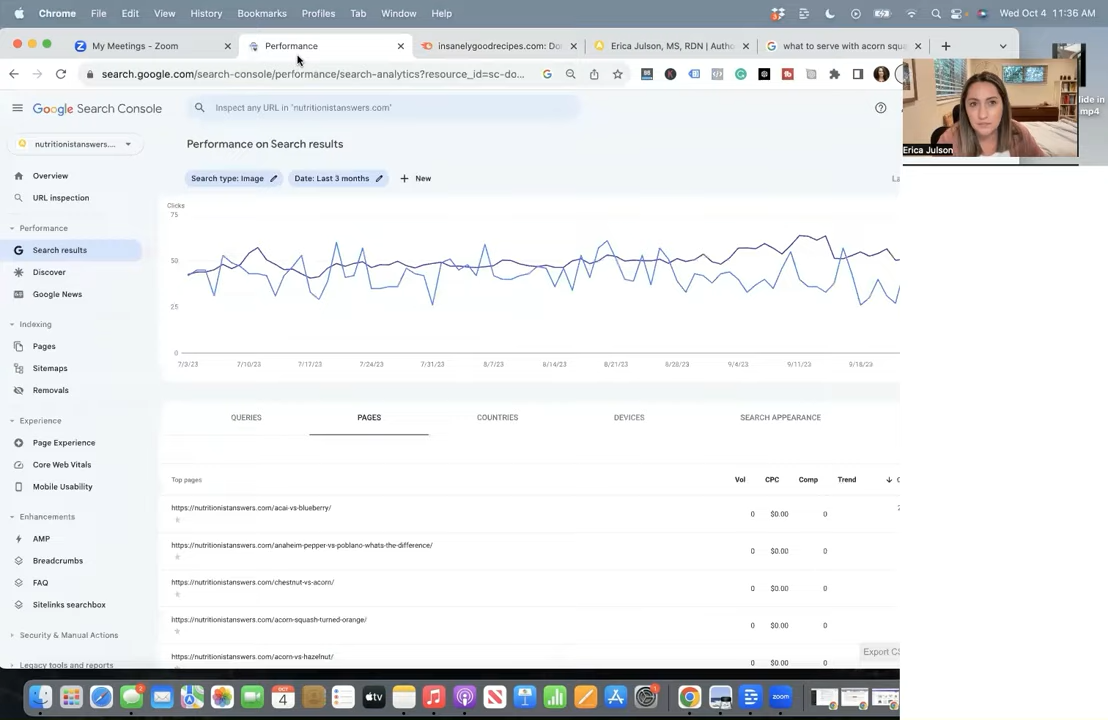 Chrome File Edit View History Bookmarks Profiles Tab Window Help Wed Oct 4 11:36 AM
My Meetings - Zoom Performance insanelygoodrecipes.com: Do Erica Julson, MS, RDN | Autho what to serve with acorn squa
search.google.com/search-console/performance/search-analytics?resource_id=sc-do...
lide in
.mp4
Erica Julson
Google Search Console Inspect any URL in "nutritionistanswers.com"
nutritionistanswers.... Performance on Search results
Search type: Image Date: Last 3 months New La
Overview
URL inspection
Performance
Search results
Discover
Google News
Indexing
Pages
Sitemaps
Removals
Experience
Page Experience
Core Web Vitals
Mobile Usability
Enhancements
AMP
Breadcrumbs
FAQ
Sitelinks searchbox
Security & Manual Actions
Legacy tools and reports
Clicks
75
50
25
0
7/3/23 7/10/23 7/17/23 7/24/23 7/31/23 8/7/23 8/14/23 8/21/23 8/28/23 9/4/23 9/11/23 9/18/23
QUERIES PAGES COUNTRIES DEVICES SEARCH APPEARANCE
Top pages Vol CPC Comp Trend
https://nutritionistanswers.com/acai-vs-blueberry/ 0 $0.00 0
https://nutritionistanswers.com/anaheim-pepper-vs-poblano-whats-the-difference/ 0 $0.00 0
https://nutritionistanswers.com/chestnut-vs-acorn/ 0 $0.00 0
https://nutritionistanswers.com/acorn-squash-turned-orange/ 0 $0.00 0
https://nutritionistanswers.com/acorn-vs-hazelnut/ 0 $0.00 0
Export CS
OCT
4
tv
zoom